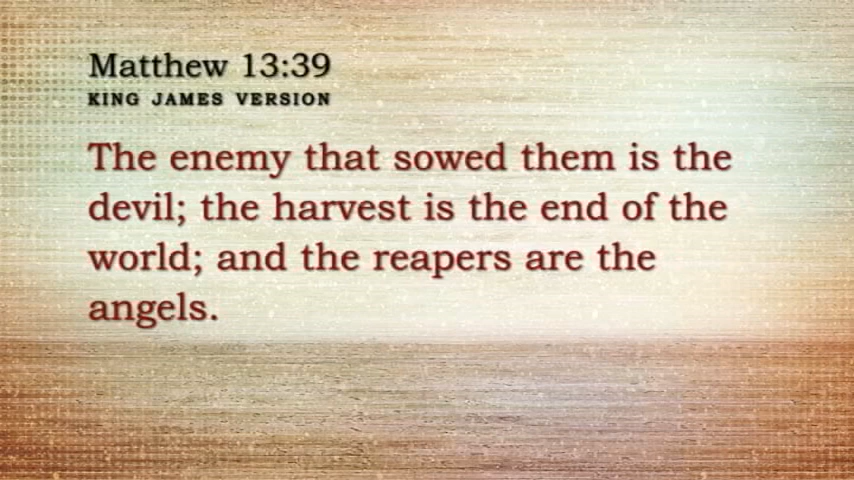 Matthew 13:39
KING JAMES VERSION
The enemy that sowed them is the
devil; the harvest is the end of the
world; and the reapers are the
angels.